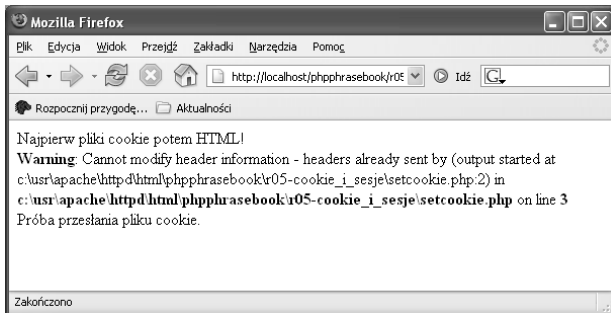 Mozilla Firefox
Plik Edycja Widok Przejdź Zakładki Narzędzia Pomoc
http://localhost/phpphrasebook/r05 Idź G
Rozpocznij przygodę... Aktualności
Najpierw pliki cookie potem HTML!
Warning: Cannot modify header information - headers already sent by (output started at
c:\usr\apache\httpd\html\phpphrasebook\r05-cookie_i_sesje\setcookie.php:2) in
c:\usr\apache\httpd\html\phpphrasebook\r05-cookie_i_sesje\setcookie.php on line 3
Próba przesłania pliku cookie.
Zakończono